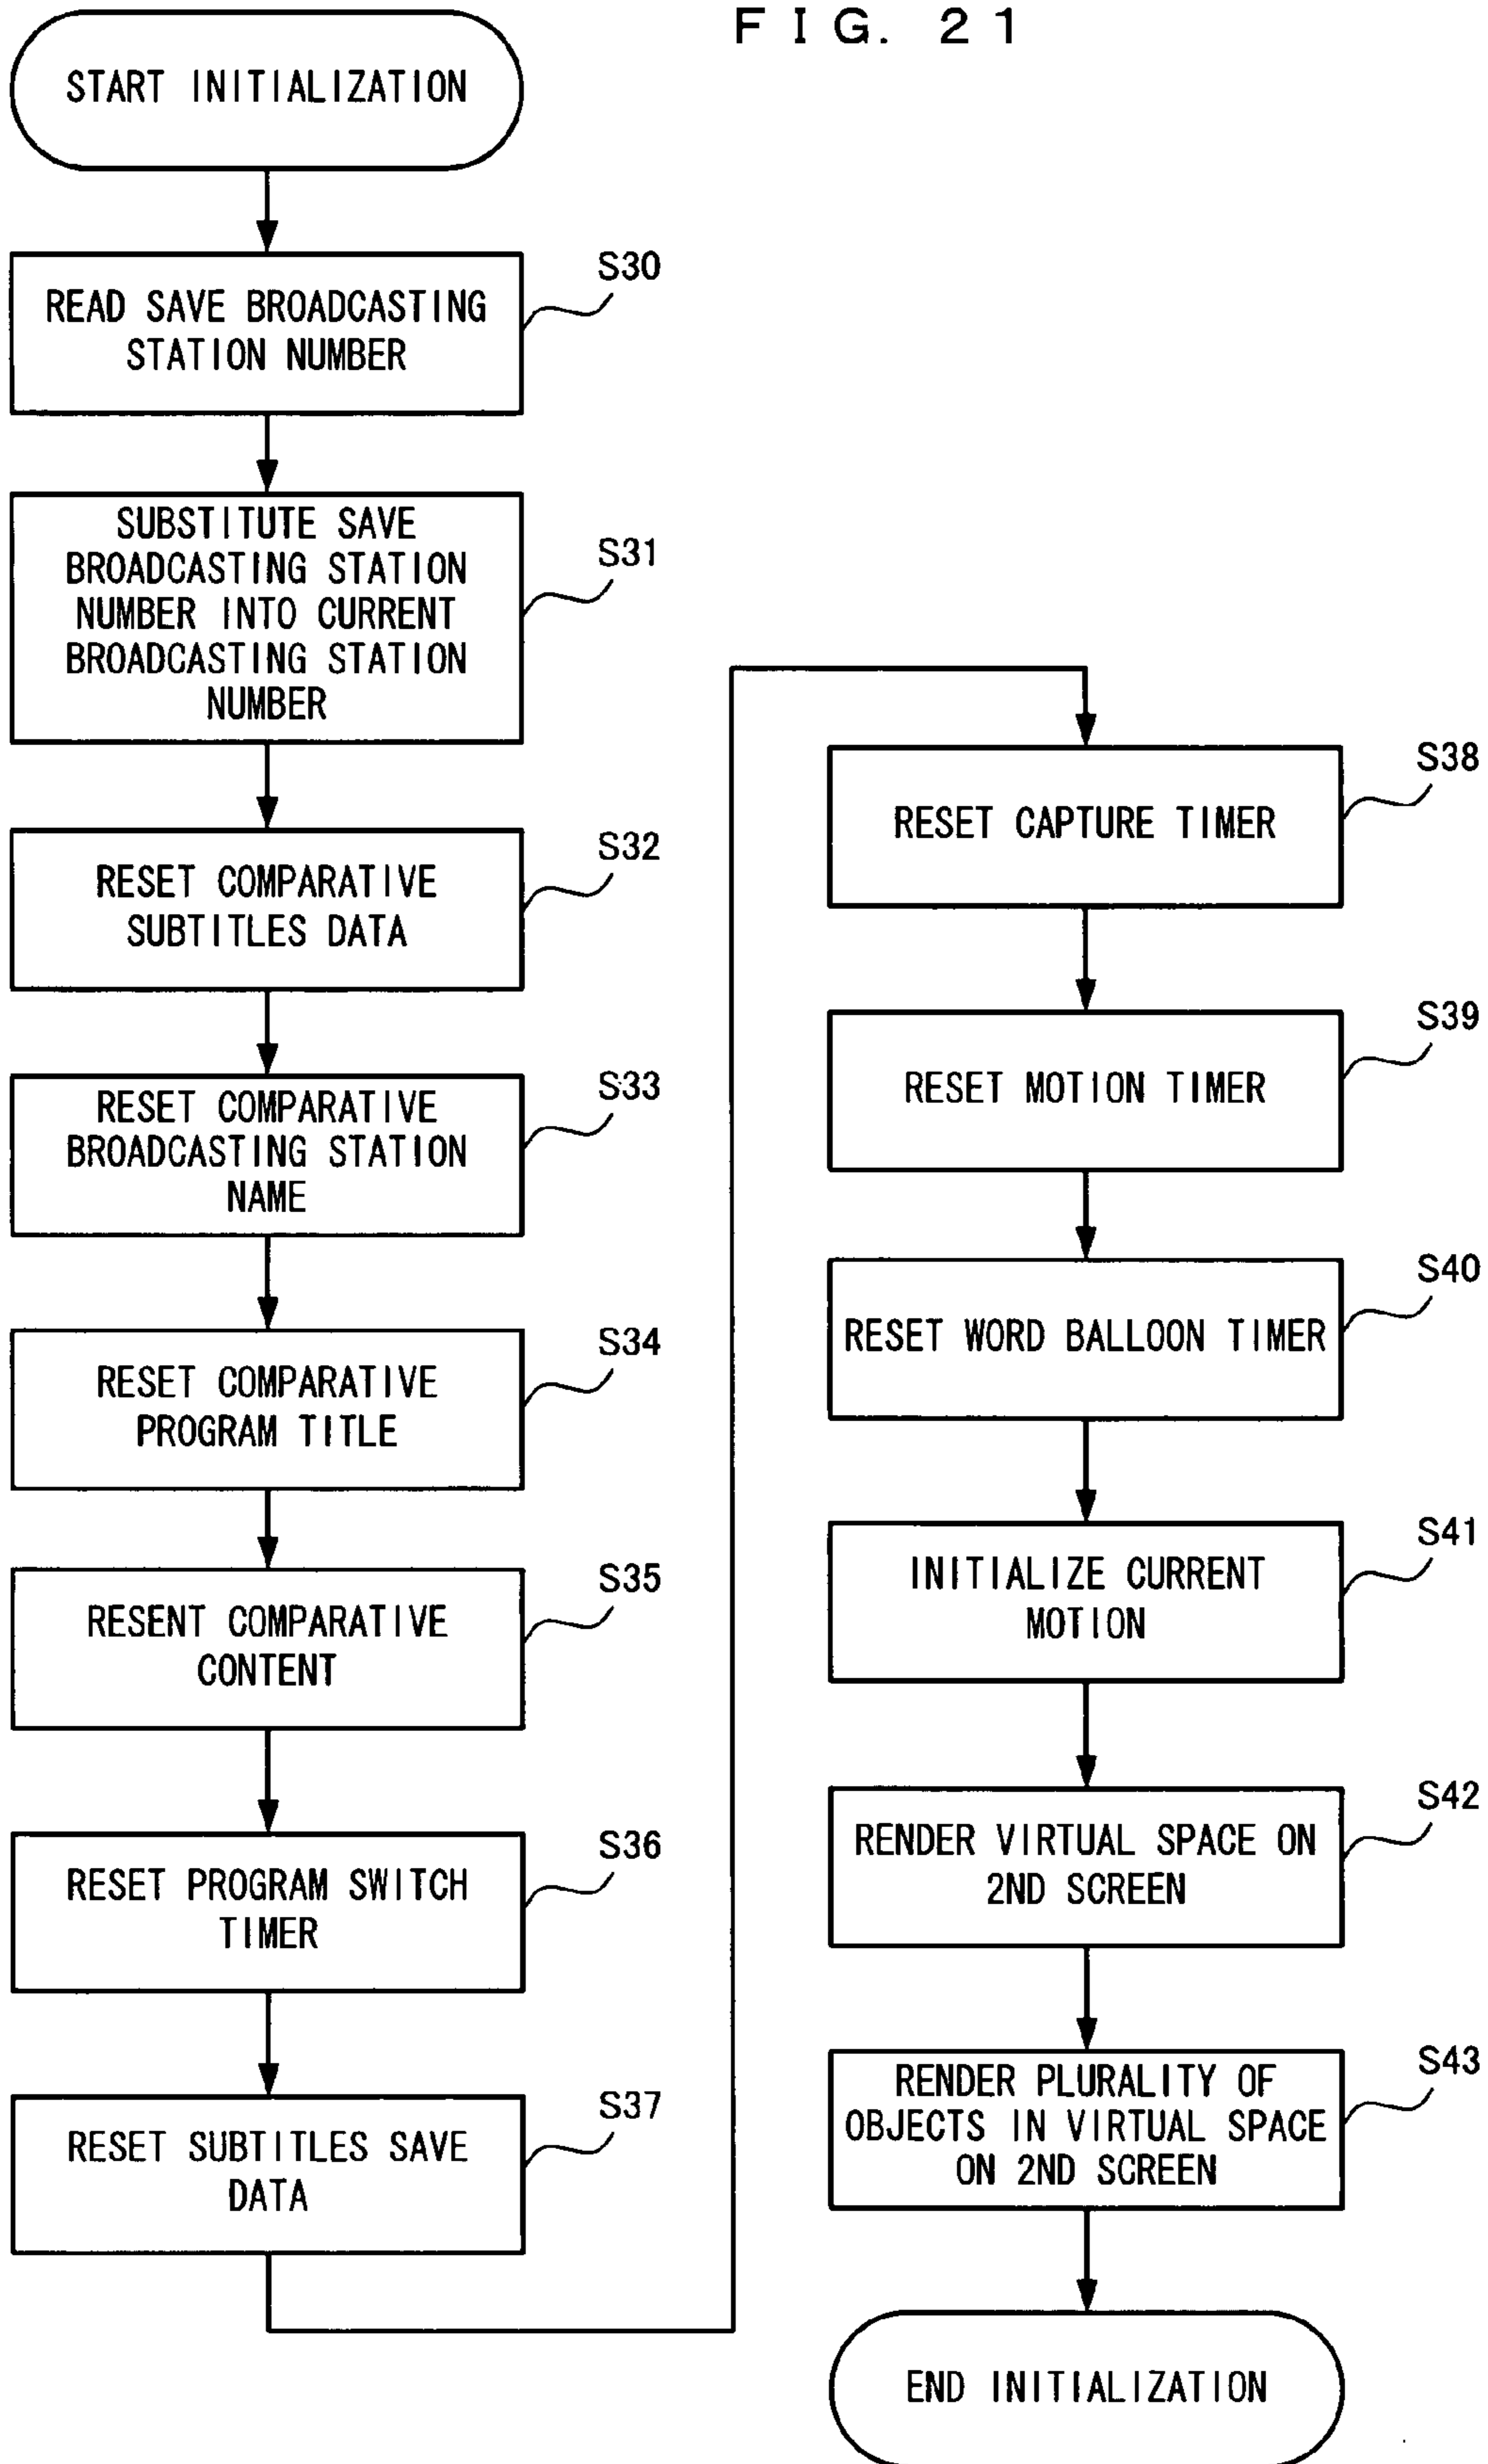 FIG. 21
START INITIALIZATION
S30
READ SAVE BROADCASTING
STATION NUMBER
S31
SUBSTITUTE SAVE
BROADCASTING STATION
NUMBER INTO CURRENT
BROADCASTING STATION
NUMBER
S32
RESET COMPARATIVE
SUBTITLES DATA
S33
RESET COMPARATIVE
BROADCASTING STATION
NAME
S34
RESET COMPARATIVE
PROGRAM TITLE
S35
RESENT COMPARATIVE
CONTENT
S36
RESET PROGRAM SWITCH
TIMER
S37
RESET SUBTITLES SAVE
DATA
S38
RESET CAPTURE TIMER
S39
RESET MOTION TIMER
S40
RESET WORD BALLOON TIMER
S41
INITIALIZE CURRENT
MOTION
S42
RENDER VIRTUAL SPACE ON
2ND SCREEN
S43
RENDER PLURALITY OF
OBJECTS IN VIRTUAL SPACE
ON 2ND SCREEN
END INITIALIZATION